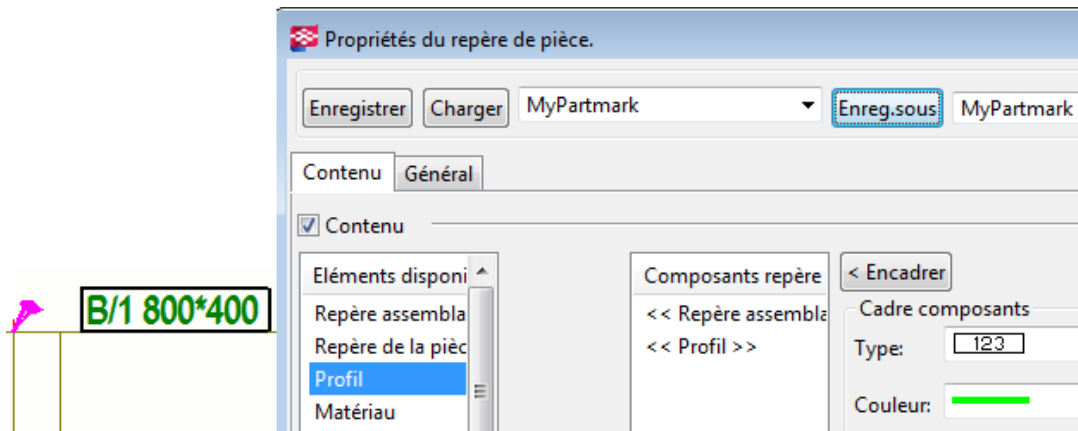 Propriétés du repère de pièce.
Enregistrer Charger MyPartmark Enreg.sous MyPartmark
Contenu Général
Contenu
Eléments disponi Composants repère < Encadrer
Repère assembla << Repère assembla Cadre composants
Repère de la pièc << Profil >> Type: 123
Profil
Matériau Couleur:
B/1 800*400